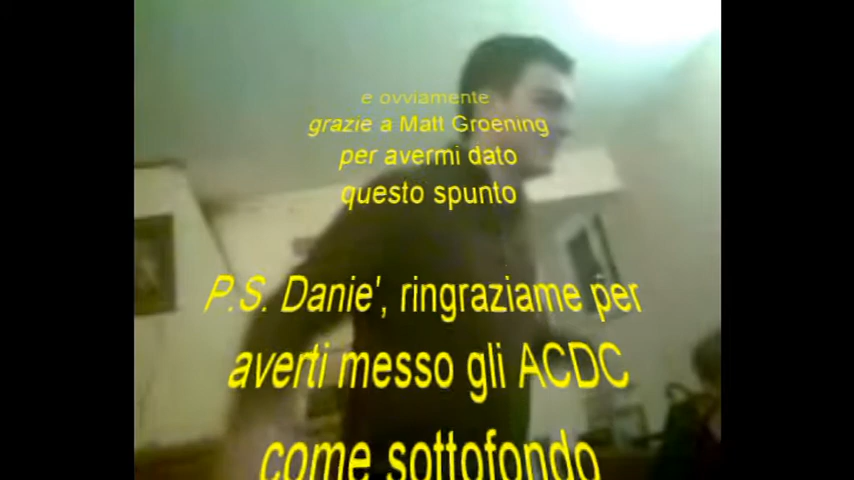 e ovviamente
grazie a Matt Groening
per avermi dato
questo spunto
P.S. Danie', ringraziame per
averti messo gli ACDC
come sottofondo